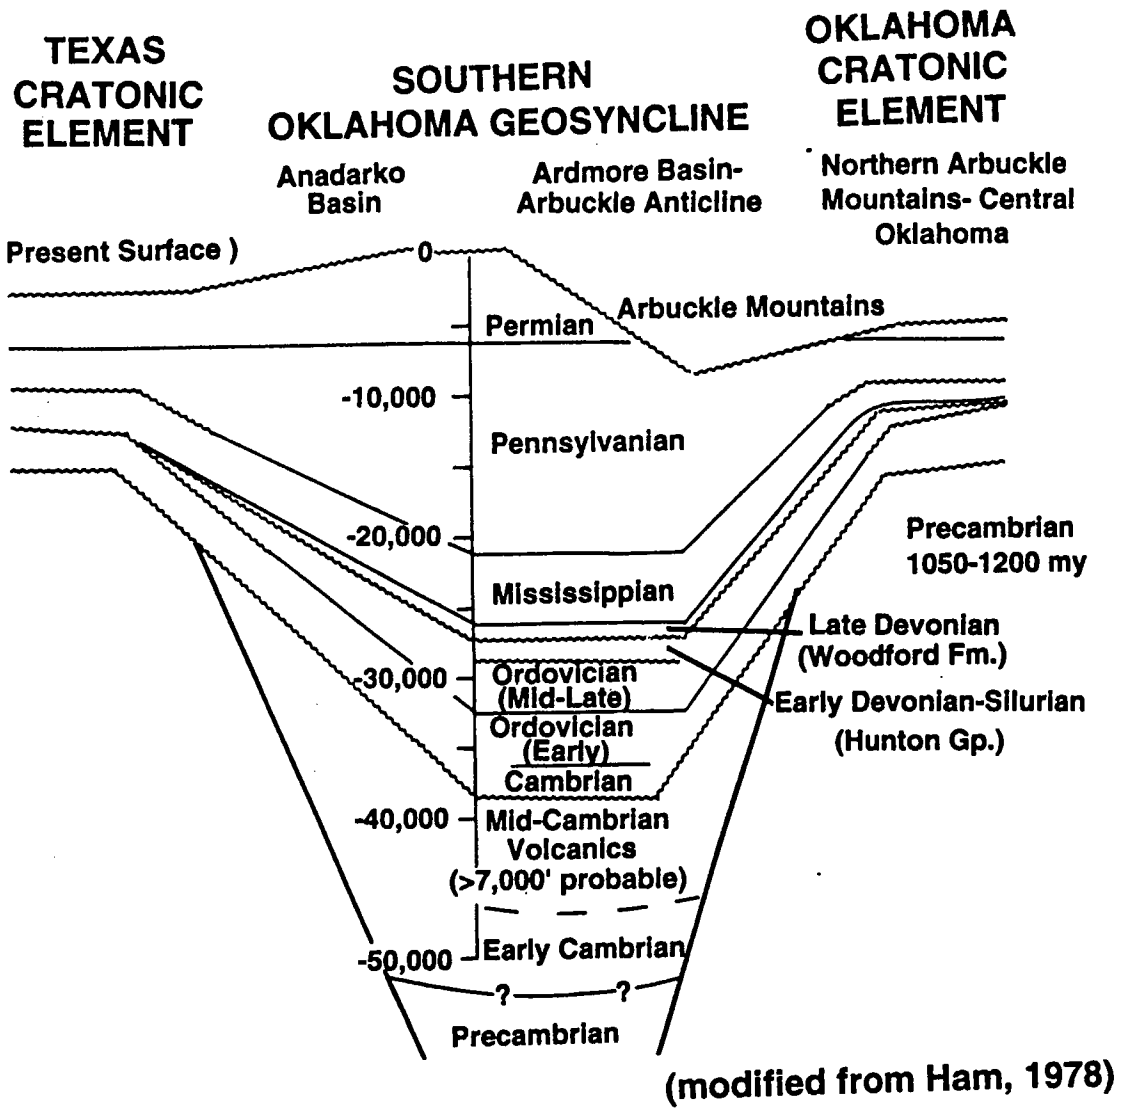 TEXAS
CRATONIC
ELEMENT
SOUTHERN
OKLAHOMA GEOSYNCLINE
OKLAHOMA
CRATONIC
ELEMENT
Anadarko
Basin
Ardmore Basin-
Arbuckle Anticline
Northern Arbuckle
Mountains- Central
Oklahoma
Present Surface )
0
Arbuckle Mountains
Permian
-10,000
Pennsylvanian
-20,000
Precambrian
1050-1200 my
Mississippian
Late Devonian
(Woodford Fm.)
-30,000
Ordovician
(Mid-Late)
Early Devonian-Silurian
(Hunton Gp.)
Ordovician
(Early)
Cambrian
-40,000
Mid-Cambrian
Volcanics
(>7,000' probable)
Early Cambrian
-50,000
?
?
Precambrian
(modified from Ham, 1978)